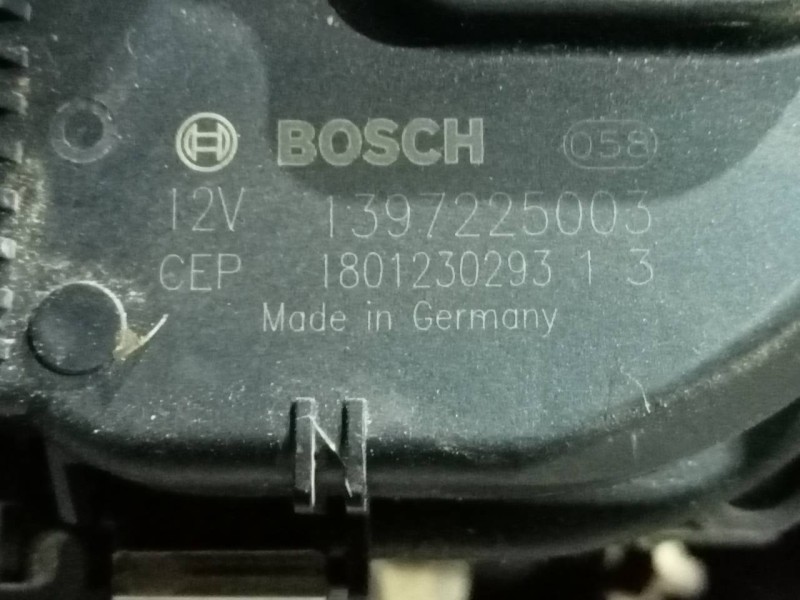 BOSCH 058
12V 1397225003
CEP 1801230293 1 3
Made in Germany